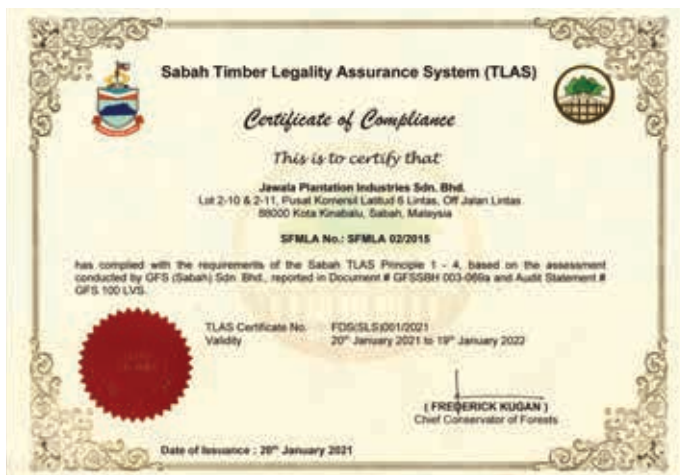 Sabah Timber Legality Assurance System (TLAS)
Certificate of Compliance
This is to certify that
Jawala Plantation Industries Sdn. Bhd.
Lot 2-10 & 2-11, Pusat Komersil Latitud 6 Lintas, Off Jalan Lintas
88000 Kota Kinabalu, Sabah, Malaysia
SFMLA No.: SFMLA 02/2015
has complied with the requirements of the Sabah TLAS Principle 1 - 4, based on the assessment
conducted by GFS (Sabah) Sdn. Bhd., reported in Document # GFSSBH 003-066a and Audit Statement #
GFS 100 LVS.
TLAS Certificate No. FDS(SLS)001/2021
Validity 20th January 2021 to 19th January 2022
( FREDERICK KUGAN )
Chief Conservator of Forests
Date of Issuance : 20th January 2021